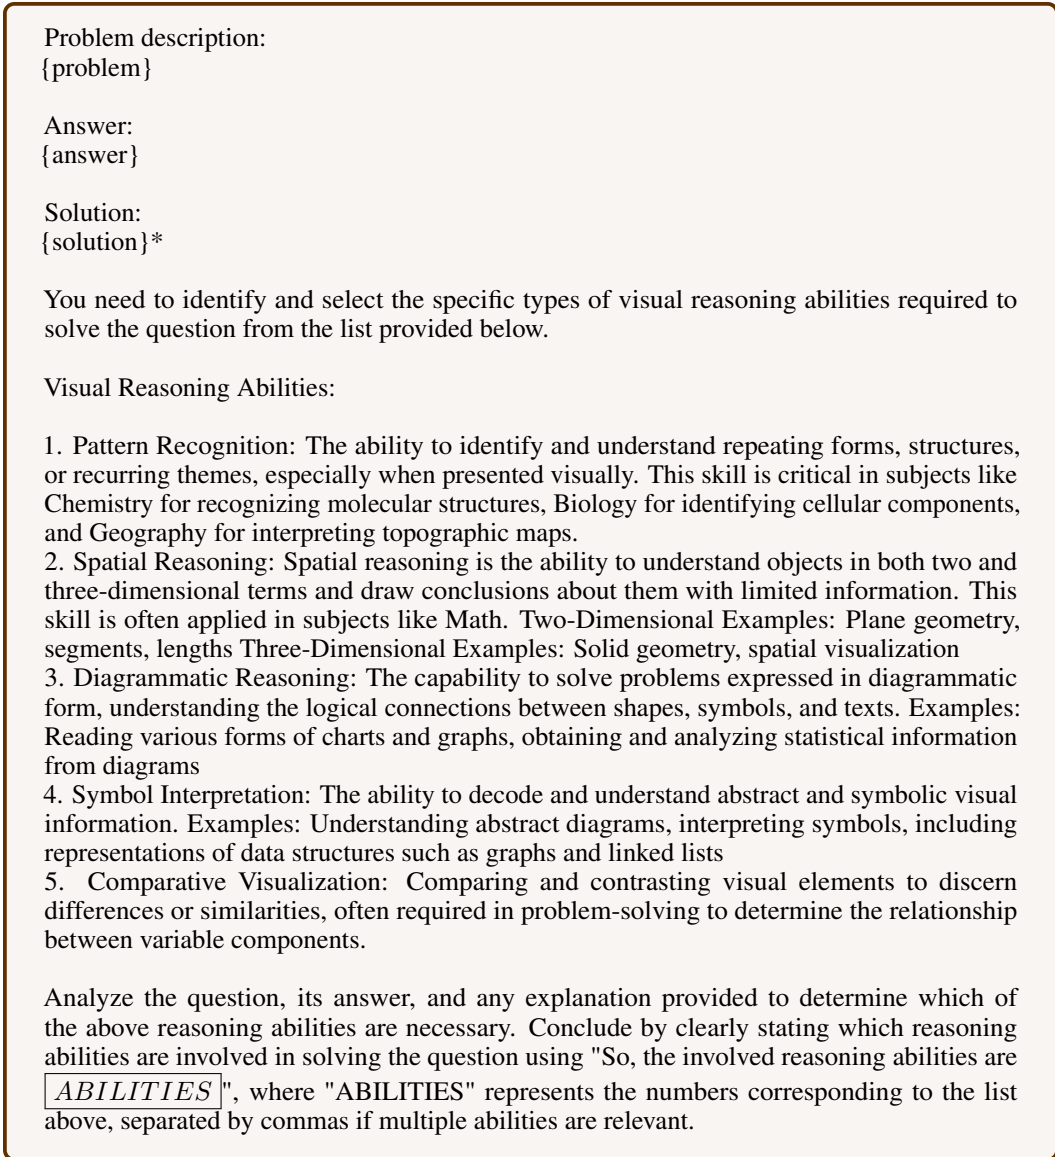 Problem description:
{problem}
Answer:
{answer}
Solution:
{solution}*
You need to identify and select the specific types of visual reasoning abilities required to
solve the question from the list provided below.
Visual Reasoning Abilities:
1. Pattern Recognition: The ability to identify and understand repeating forms, structures,
or recurring themes, especially when presented visually. This skill is critical in subjects like
Chemistry for recognizing molecular structures, Biology for identifying cellular components,
and Geography for interpreting topographic maps.
2. Spatial Reasoning: Spatial reasoning is the ability to understand objects in both two and
three-dimensional terms and draw conclusions about them with limited information. This
skill is often applied in subjects like Math. Two-Dimensional Examples: Plane geometry,
segments, lengths Three-Dimensional Examples: Solid geometry, spatial visualization
3. Diagrammatic Reasoning: The capability to solve problems expressed in diagrammatic
form, understanding the logical connections between shapes, symbols, and texts. Examples:
Reading various forms of charts and graphs, obtaining and analyzing statistical information
from diagrams
4. Symbol Interpretation: The ability to decode and understand abstract and symbolic visual
information. Examples: Understanding abstract diagrams, interpreting symbols, including
representations of data structures such as graphs and linked lists
5. Comparative Visualization: Comparing and contrasting visual elements to discern
differences or similarities, often required in problem-solving to determine the relationship
between variable components.
Analyze the question, its answer, and any explanation provided to determine which of
the above reasoning abilities are necessary. Conclude by clearly stating which reasoning
abilities are involved in solving the question using "So, the involved reasoning abilities are
ABILITIES", where "ABILITIES" represents the numbers corresponding to the list
above, separated by commas if multiple abilities are relevant.